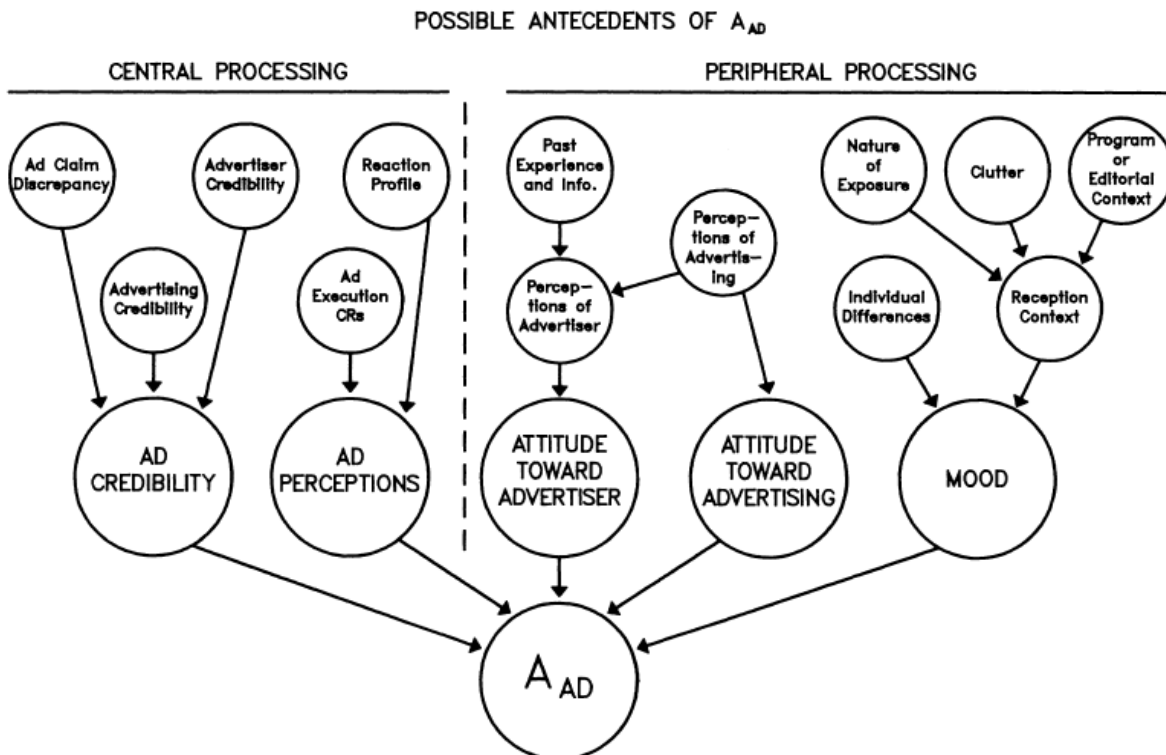 POSSIBLE ANTECEDENTS OF A AD
CENTRAL PROCESSING
PERIPHERAL PROCESSING
Ad Claim
Discrepancy
Advertiser
Credibility
Reaction
Profile
Advertising
Credibility
Ad
Execution
CRs
Past
Experience
and Info.
Percep-
tions of
Advertis-
ing
Percep-
tions of
Advertiser
Nature
of
Exposure
Clutter
Program
or
Editorial
Context
Individual
Differences
Reception
Context
AD
CREDIBILITY
AD
PERCEPTIONS
ATTITUDE
TOWARD
ADVERTISER
ATTITUDE
TOWARD
ADVERTISING
MOOD
A AD